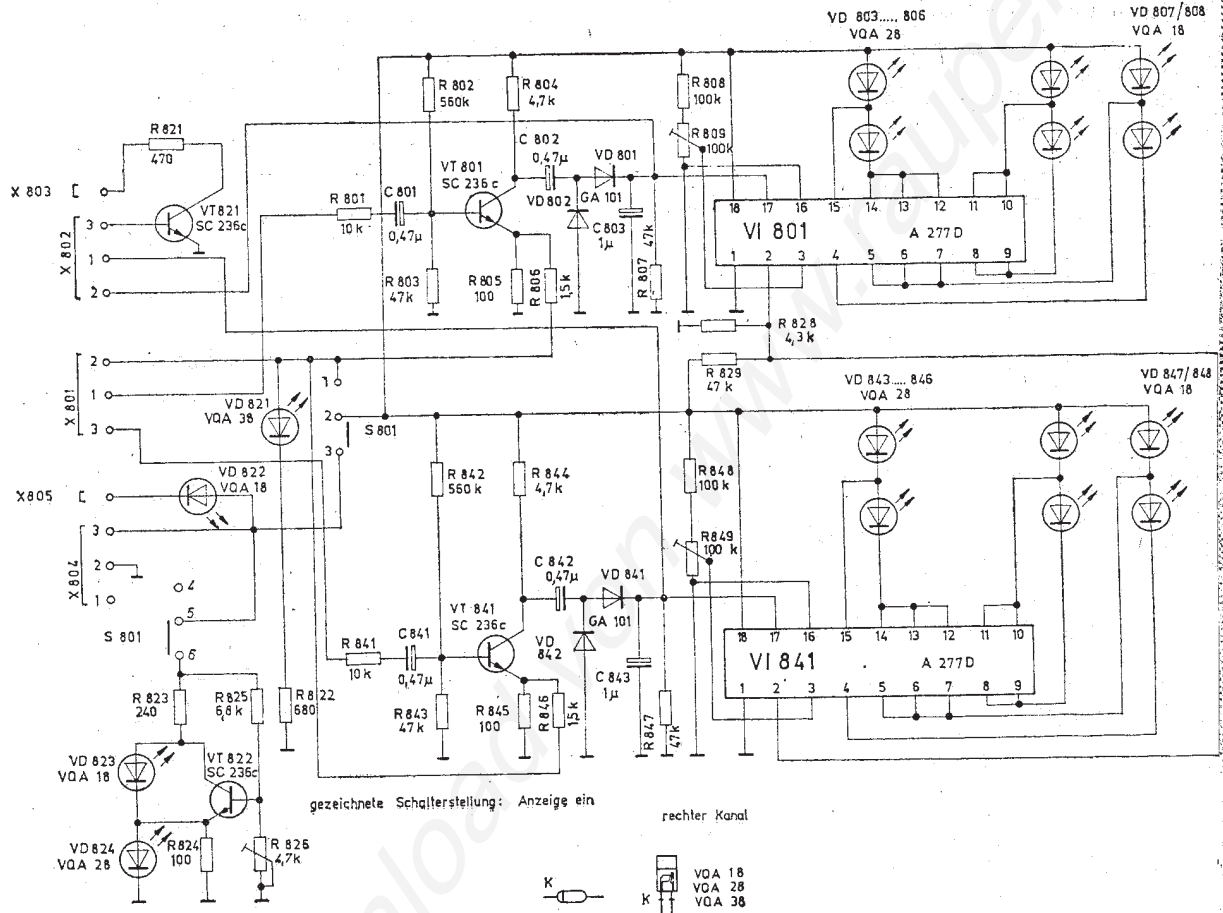 VD 803....., 806
VQA 28
VD 807/808
VQA 18
R 821
470
X 803
VT 821
SC 236c
3
X 802
1
2
R 801
10 k
C 801
0,47µ
R 802
560k
R 804
4,7k
VT 801
SC 236c
C 802
0,47µ
VD 802
VD 801
GA 101
C 803
1µ
R 803
47k
R 805
100
R 806
1,5k
R 807
47k
R 808
100k
R 809
100k
18 17 16 15 14 13 12 11 10
VI 801
A 277D
1 2 3 4 5 6 7 8 9
R 828
4,3 k
R 829
47 k
X 801
2
1
3
VD 821
VQA 38
1
2
3
S 801
VD 822
VQA 18
X805
X 804
3
2
1
4
5
6
S 801
R 823
240
R 825
6,8k
R 822
680
VD 823
VQA 18
VT 822
SC 236c
VD 824
VQA 28
R 824
100
R 826
4,7k
R 841
10 k
C 841
0,47µ
R 842
560 k
R 844
4,7k
VT 841
SC 236c
C 842
0,47µ
VD 841
GA 101
VD
842
C 843
1µ
R 843
47k
R 845
100
R 846
1,5k
R 847
47k
R 848
100 k
R 849
100 k
VD 843..... 846
VQA 28
VD 847/848
VQA 18
18 17 16 15 14 13 12 11 10
VI 841
A 277D
1 2 3 4 5 6 7 8 9
gezeichnete Schalterstellung: Anzeige ein
rechter Kanal
K
K
VQA 18
VQA 28
VQA 38
nload von www.raupe